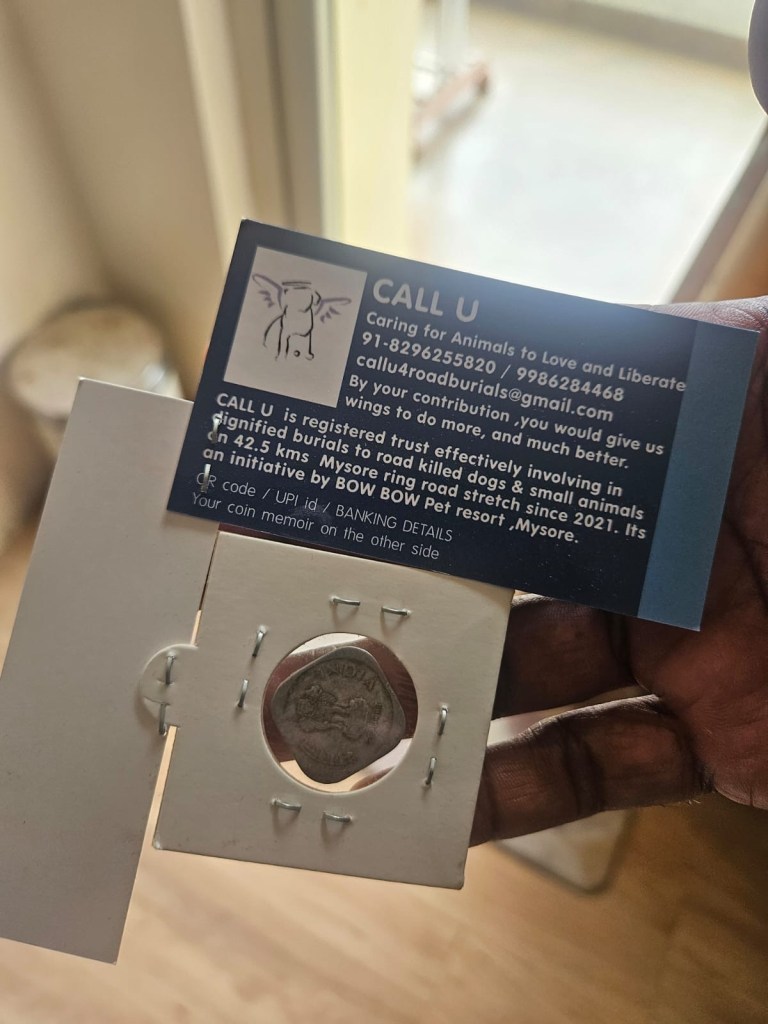 CALL U
Caring for Animals to Love and Liberate
91-8296255820 / 9986284468
callu4roadburials@gmail.com
By your contribution ,you would give us
wings to do more, and much better.
CALL U is registered trust effectively involving in
dignified burials to road killed dogs & small animals
on 42.5 kms Mysore ring road stretch since 2021. Its
an initiative by BOW BOW Pet resort ,Mysore.
QR code / UPI id / BANKING DETAILS
Your coin memoir on the other side
INDIA